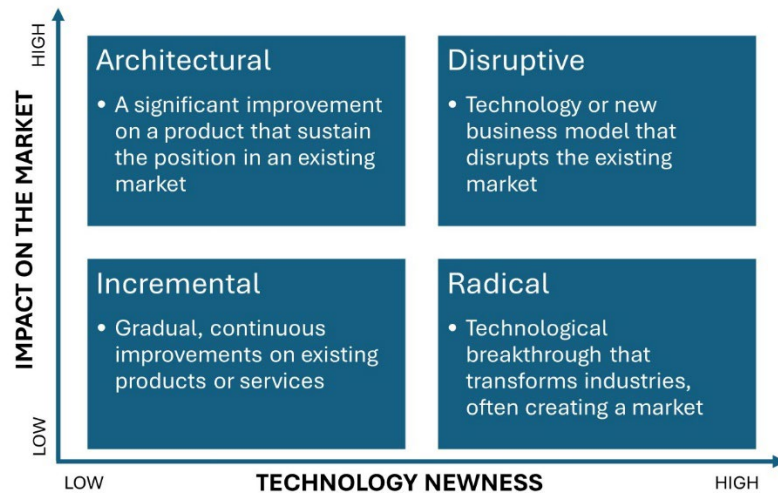 IMPACT ON THE MARKET
HIGH
LOW
Architectural
• A significant improvement
on a product that sustain
the position in an existing
market
Disruptive
• Technology or new
business model that
disrupts the existing
market
Incremental
• Gradual, continuous
improvements on existing
products or services
Radical
• Technological
breakthrough that
transforms industries,
often creating a market
LOW
TECHNOLOGY NEWNESS
HIGH